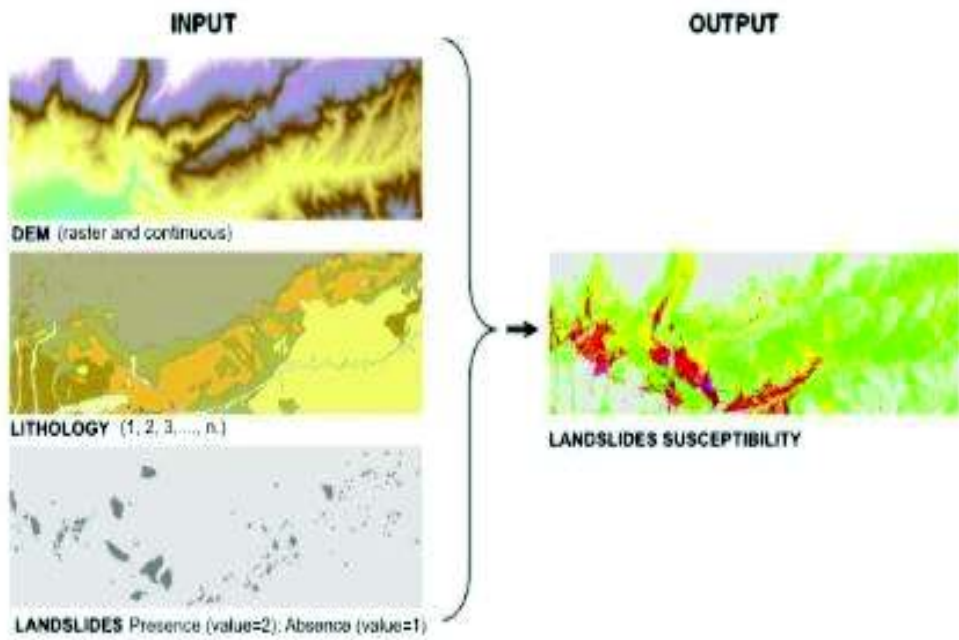 INPUT
OUTPUT
DEM (raster and continuous)
LITHOLOGY (1, 2, 3,..., n.)
LANDSLIDES SUSCEPTIBILITY
LANDSLIDES Presence (value=2); Absence (value=1)